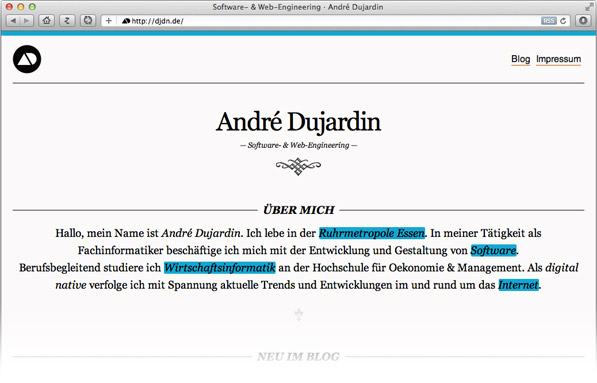 Software- & Web-Engineering · André Dujardin
http://djdn.de/
RSS
Blog Impressum
André Dujardin
— Software- & Web-Engineering —
ÜBER MICH
Hallo, mein Name ist André Dujardin. Ich lebe in der Ruhrmetropole Essen. In meiner Tätigkeit als
Fachinformatiker beschäftige ich mich mit der Entwicklung und Gestaltung von Software.
Berufsbegleitend studiere ich Wirtschaftsinformatik an der Hochschule für Oekonomie & Management. Als digital
native verfolge ich mit Spannung aktuelle Trends und Entwicklungen im und rund um das Internet.
NEU IM BLOG